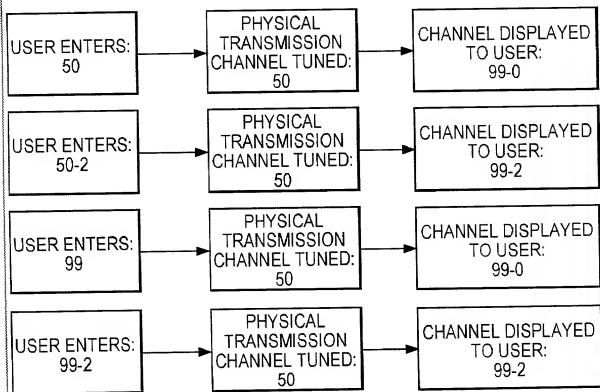 USER ENTERS:
50
PHYSICAL
TRANSMISSION
CHANNEL TUNED:
50
CHANNEL DISPLAYED
TO USER:
99-0
USER ENTERS:
50-2
PHYSICAL
TRANSMISSION
CHANNEL TUNED:
50
CHANNEL DISPLAYED
TO USER:
99-2
USER ENTERS:
99
PHYSICAL
TRANSMISSION
CHANNEL TUNED:
50
CHANNEL DISPLAYED
TO USER:
99-0
USER ENTERS:
99-2
PHYSICAL
TRANSMISSION
CHANNEL TUNED:
50
CHANNEL DISPLAYED
TO USER:
99-2